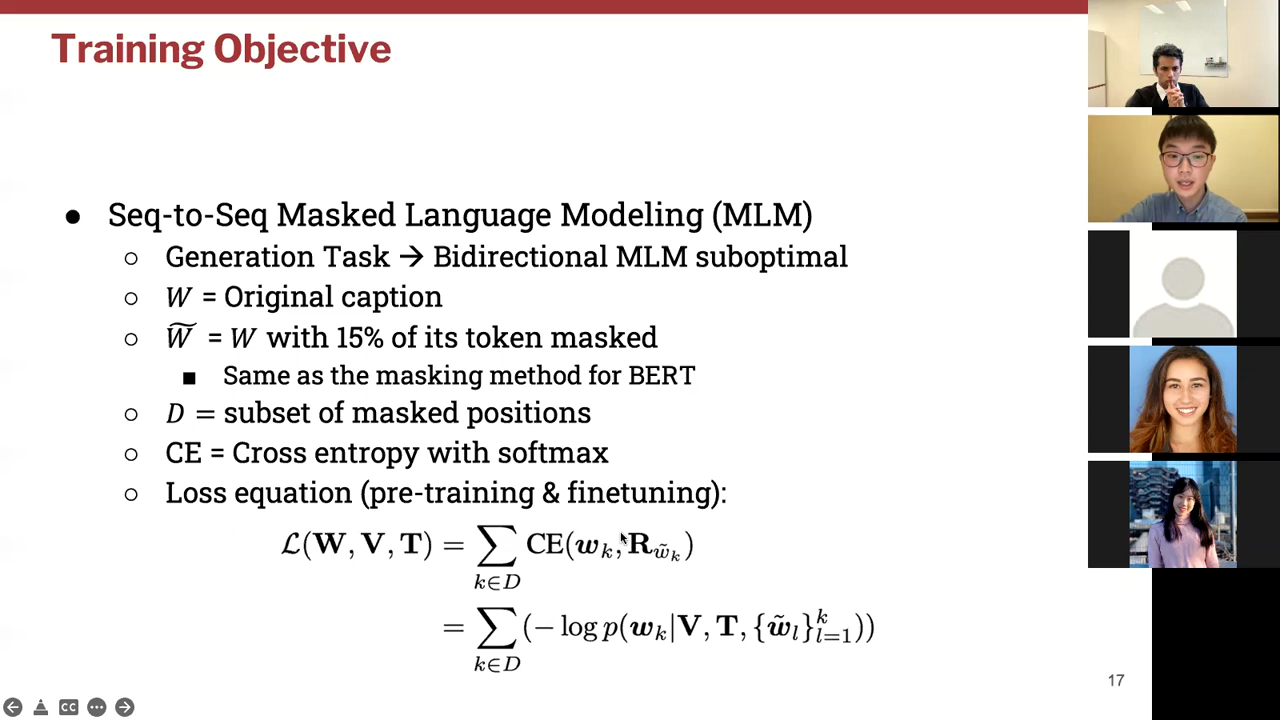 Training Objective
● Seq-to-Seq Masked Language Modeling (MLM)
○ Generation Task → Bidirectional MLM suboptimal
○ W = Original caption
○ W̃ = W with 15% of its token masked
■ Same as the masking method for BERT
○ D = subset of masked positions
○ CE = Cross entropy with softmax
○ Loss equation (pre-training & finetuning):
ℒ(W, V, T) = ∑_{k∈D} CE(w_k, R_{w̃_k})
= ∑_{k∈D} (− log p(w_k|V, T, {w̃_l}_{l=1}^k))
17
CC